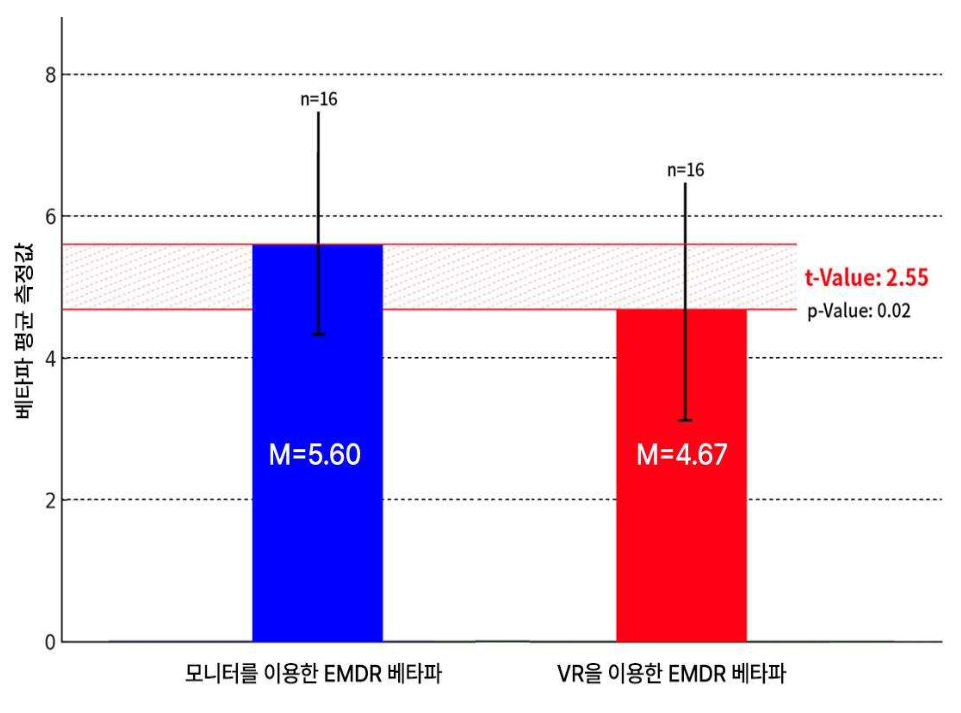 8
n=16
n=16
6
베타파 평균 측정값
t-Value: 2.55
p-Value: 0.02
4
M=5.60
M=4.67
2
0
모니터를 이용한 EMDR 베타파
VR을 이용한 EMDR 베타파